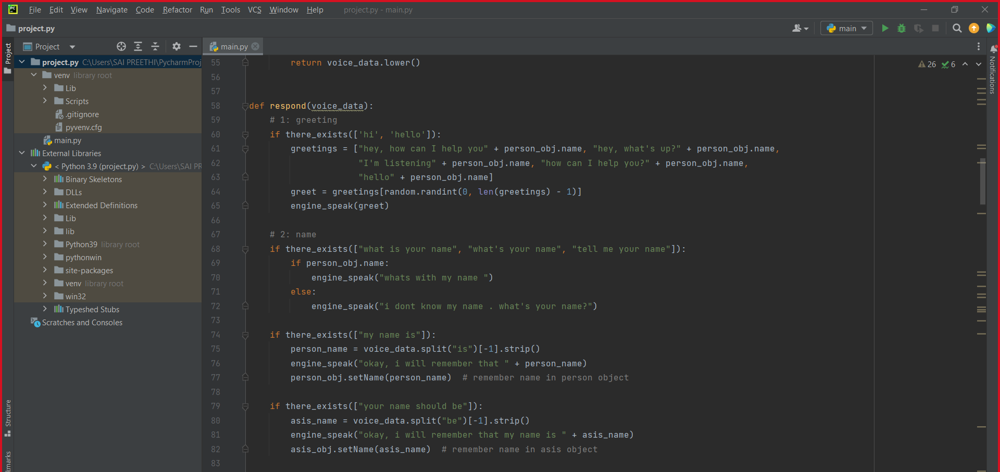 File Edit View Navigate Code Refactor Run Tools VCS Window Help project.py - main.py
project.py
main
Project
main.py
project.py C:\Users\SAI PREETHI\PycharmProj
venv library root
Lib
Scripts
.gitignore
pyvenv.cfg
main.py
External Libraries
< Python 3.9 (project.py) > C:\Users\SAI PR
Binary Skeletons
DLLs
Extended Definitions
Lib
lib
Python39 library root
pythonwin
site-packages
venv library root
win32
Typeshed Stubs
Scratches and Consoles
Project
Structure
kmarks
26 6
Notifications
55 return voice_data.lower()
56
57
58 def respond(voice_data):
59 # 1: greeting
60 if there_exists(['hi', 'hello']):
61 greetings = ["hey, how can I help you" + person_obj.name, "hey, what's up?" + person_obj.name,
62 "I'm listening" + person_obj.name, "how can I help you?" + person_obj.name,
63 "hello" + person_obj.name]
64 greet = greetings[random.randint(0, len(greetings) - 1)]
65 engine_speak(greet)
66
67 # 2: name
68 if there_exists(["what is your name", "what's your name", "tell me your name"]):
69 if person_obj.name:
70 engine_speak("whats with my name ")
71 else:
72 engine_speak("i dont know my name . what's your name?")
73
74 if there_exists(["my name is"]):
75 person_name = voice_data.split("is")[-1].strip()
76 engine_speak("okay, i will remember that " + person_name)
77 person_obj.setName(person_name)  # remember name in person object
78
79 if there_exists(["your name should be"]):
80 asis_name = voice_data.split("be")[-1].strip()
81 engine_speak("okay, i will remember that my name is " + asis_name)
82 asis_obj.setName(asis_name)  # remember name in asis object
83